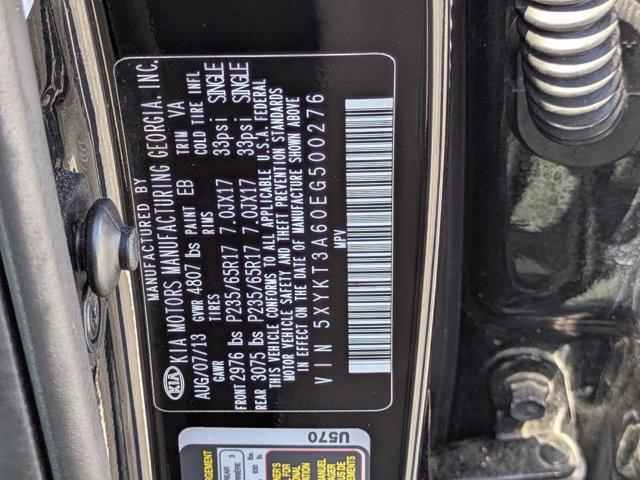 MANUFACTURED BY
KIA KIA MOTORS MANUFACTURING GEORGIA, INC.
AUG/07/13 GVWR 4807 lbs PAINT EB TRIM VA
GAWR TIRES RIMS COLD TIRE INFL
FRONT 2976 lbs P235/65R17 7.0JX17 33psi SINGLE
REAR 3075 lbs P235/65R17 7.0JX17 33psi SINGLE
THIS VEHICLE CONFORMS TO ALL APPLICABLE U.S.A. FEDERAL
MOTOR VEHICLE SAFETY AND THEFT PREVENTION STANDARDS
IN EFFECT ON THE DATE OF MANUFACTURE SHOWN ABOVE
VIN 5XYKT3A60EG500276
MPV
U570